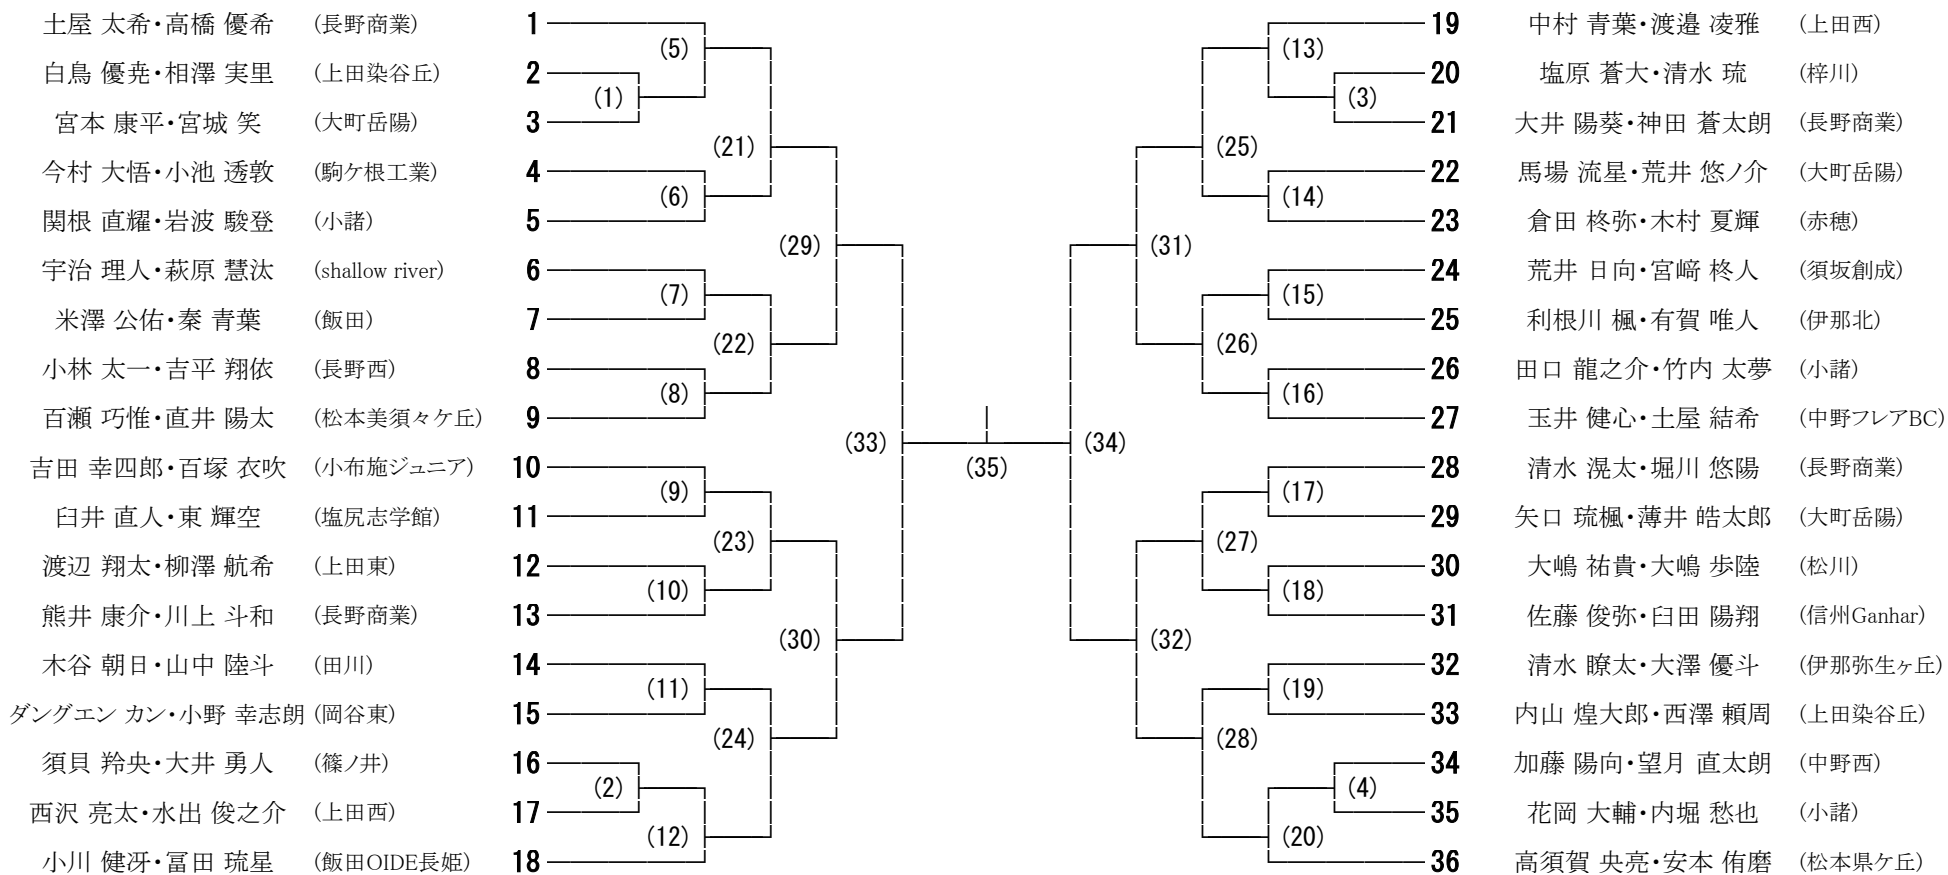 土屋 太希・高橋 優希 (長野商業) 1 19 中村 青葉・渡邉 凌雅 (上田西)
(5) (13)
白鳥 優尭・相澤 実里 (上田染谷丘) 2 20 塩原 蒼大・清水 琉 (梓川)
(1) (3)
宮本 康平・宮城 笑 (大町岳陽) 3 21 大井 陽葵・神田 蒼太朗 (長野商業)
(21) (25)
今村 大悟・小池 透敦 (駒ケ根工業) 4 22 馬場 流星・荒井 悠ノ介 (大町岳陽)
(6) (14)
関根 直耀・岩波 駿登 (小諸) 5 23 倉田 柊弥・木村 夏輝 (赤穂)
(29) (31)
宇治 理人・萩原 慧汰 (shallow river) 6 24 荒井 日向・宮﨑 柊人 (須坂創成)
(7) (15)
米澤 公佑・秦 青葉 (飯田) 7 25 利根川 楓・有賀 唯人 (伊那北)
(22) (26)
小林 太一・吉平 翔依 (長野西) 8 26 田口 龍之介・竹内 太夢 (小諸)
(8) (16)
百瀬 巧惟・直井 陽太 (松本美須々ケ丘) 9 27 玉井 健心・土屋 結希 (中野フレアBC)
(33) (34)
吉田 幸四郎・百塚 衣吹 (小布施ジュニア) 10 (35) 28 清水 滉太・堀川 悠陽 (長野商業)
(9) (17)
臼井 直人・東 輝空 (塩尻志学館) 11 29 矢口 琉楓・薄井 皓太郎 (大町岳陽)
(23) (27)
渡辺 翔太・柳澤 航希 (上田東) 12 30 大嶋 祐貴・大嶋 歩陸 (松川)
(10) (18)
熊井 康介・川上 斗和 (長野商業) 13 31 佐藤 俊弥・臼田 陽翔 (信州Ganhar)
(30) (32)
木谷 朝日・山中 陸斗 (田川) 14 32 清水 瞭太・大澤 優斗 (伊那弥生ヶ丘)
(11) (19)
ダングエン カン・小野 幸志朗 (岡谷東) 15 33 内山 煌大郎・西澤 頼周 (上田染谷丘)
(24) (28)
須貝 羚央・大井 勇人 (篠ノ井) 16 34 加藤 陽向・望月 直太朗 (中野西)
(2) (4)
西沢 亮太・水出 俊之介 (上田西) 17 35 花岡 大輔・内堀 愁也 (小諸)
(12) (20)
小川 健冴・冨田 琉星 (飯田OIDE長姫) 18 36 高須賀 央亮・安本 侑磨 (松本県ケ丘)